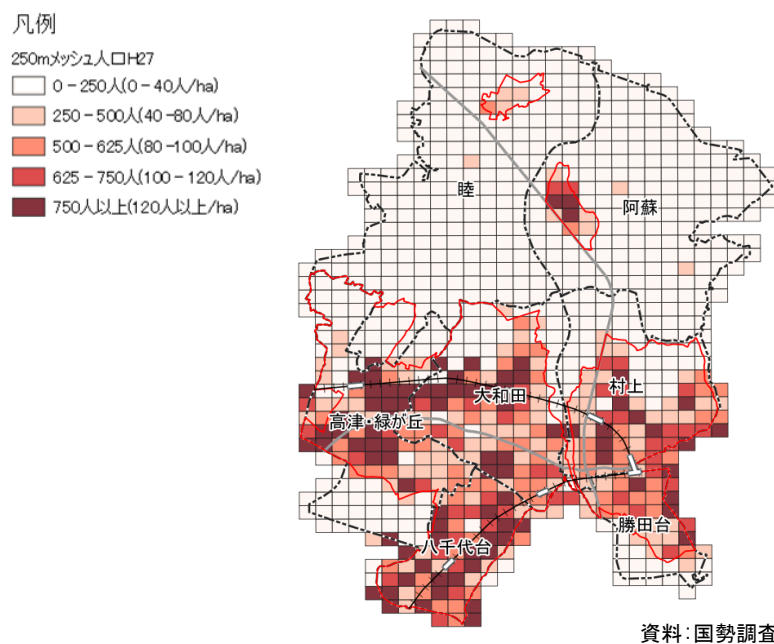 凡例
250mメッシュ人口H27
0－250人(0－40人/ha)
250－500人(40－80人/ha)
500－625人(80－100人/ha)
625－750人(100－120人/ha)
750人以上(120人以上/ha)
睦
阿蘇
村上
大和田
高津・緑が丘
勝田台
八千代台
資料：国勢調査